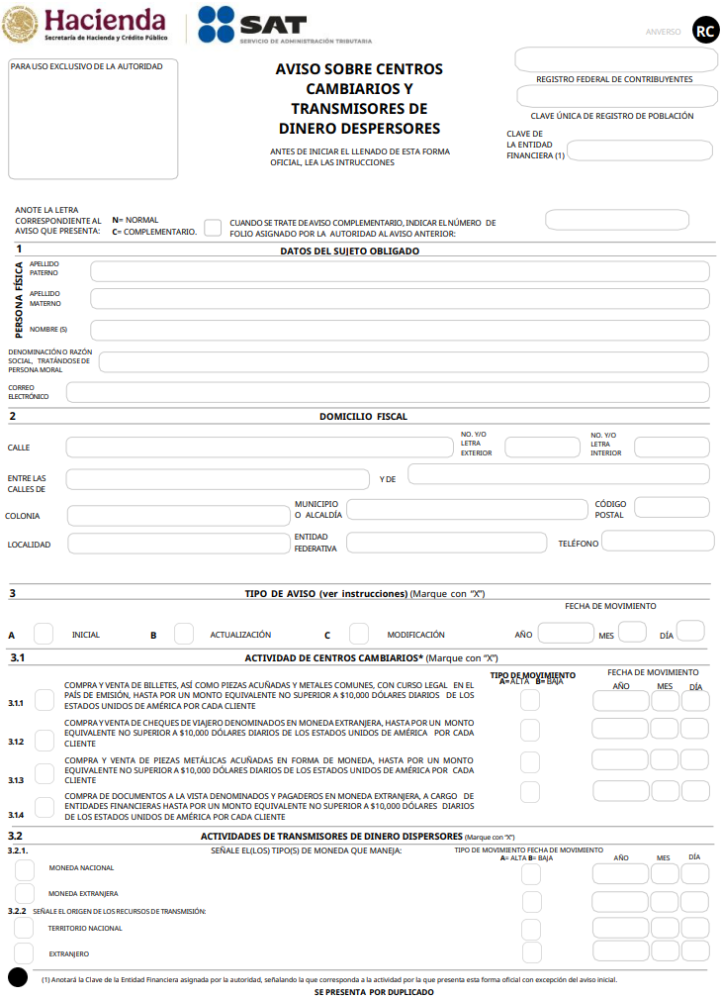 Hacienda
Secretaría de Hacienda y Crédito Público
SAT
SERVICIO DE ADMINISTRACIÓN TRIBUTARIA
ANVERSO
RC
PARA USO EXCLUSIVO DE LA AUTORIDAD
AVISO SOBRE CENTROS
CAMBIARIOS Y
TRANSMISORES DE
DINERO DESPERSORES
ANTES DE INICIAR EL LLENADO DE ESTA FORMA
OFICIAL, LEA LAS INTRUCCIONES
REGISTRO FEDERAL DE CONTRIBUYENTES
CLAVE ÚNICA DE REGISTRO DE POBLACIÓN
CLAVE DE
LA ENTIDAD
FINANCIERA (1)
ANOTE LA LETRA
CORRESPONDIENTE AL
AVISO QUE PRESENTA:
N= NORMAL
C= COMPLEMENTARIO.
CUANDO SE TRATE DE AVISO COMPLEMENTARIO, INDICAR EL NÚMERO DE
FOLIO ASIGNADO POR LA AUTORIDAD AL AVISO ANTERIOR:
1 DATOS DEL SUJETO OBLIGADO
PERSONA FÍSICA
APELLIDO
PATERNO
APELLIDO
MATERNO
NOMBRE (S)
DENOMINACIÓN O RAZÓN
SOCIAL, TRATÁNDOSE DE
PERSONA MORAL
CORREO
ELECTRÓNICO
2 DOMICILIO FISCAL
CALLE
NO. Y/O
LETRA
EXTERIOR
NO. Y/O
LETRA
INTERIOR
ENTRE LAS
CALLES DE
Y DE
COLONIA
MUNICIPIO
O ALCALDÍA
CÓDIGO
POSTAL
LOCALIDAD
ENTIDAD
FEDERATIVA
TELÉFONO
3 TIPO DE AVISO (ver instrucciones) (Marque con “X”)
FECHA DE MOVIMIENTO
A INICIAL B ACTUALIZACIÓN C MODIFICACIÓN AÑO MES DÍA
3.1 ACTIVIDAD DE CENTROS CAMBIARIOS* (Marque con “X”)
TIPO DE MOVIMIENTO
A= ALTA B= BAJA
FECHA DE MOVIMIENTO
AÑO MES DÍA
3.1.1
COMPRA Y VENTA DE BILLETES, ASÍ COMO PIEZAS ACUÑADAS Y METALES COMUNES, CON CURSO LEGAL EN EL
PAÍS DE EMISIÓN, HASTA POR UN MONTO EQUIVALENTE NO SUPERIOR A $10,000 DÓLARES DIARIOS DE LOS
ESTADOS UNIDOS DE AMÉRICA POR CADA CLIENTE
3.1.2
COMPRA Y VENTA DE CHEQUES DE VIAJERO DENOMINADOS EN MONEDA EXTRANJERA, HASTA POR UN MONTO
EQUIVALENTE NO SUPERIOR A $10,000 DÓLARES DIARIOS DE LOS ESTADOS UNIDOS DE AMÉRICA POR CADA
CLIENTE
3.1.3
COMPRA Y VENTA DE PIEZAS METÁLICAS ACUÑADAS EN FORMA DE MONEDA, HASTA POR UN MONTO
EQUIVALENTE NO SUPERIOR A $10,000 DÓLARES DIARIOS DE LOS ESTADOS UNIDOS DE AMÉRICA POR CADA
CLIENTE
3.1.4
COMPRA DE DOCUMENTOS A LA VISTA DENOMINADOS Y PAGADEROS EN MONEDA EXTRANJERA, A CARGO DE
ENTIDADES FINANCIERAS HASTA POR UN MONTO EQUIVALENTE NO SUPERIOR A $10,000 DÓLARES DIARIOS
DE LOS ESTADOS UNIDOS DE AMÉRICA POR CADA CLIENTE
3.2 ACTIVIDADES DE TRANSMISORES DE DINERO DISPERSORES (Marque con “X”)
3.2.1. SEÑALE EL(LOS) TIPO(S) DE MONEDA QUE MANEJA: TIPO DE MOVIMIENTO FECHA DE MOVIMIENTO
A= ALTA B= BAJA AÑO MES DÍA
MONEDA NACIONAL
MONEDA EXTRANJERA
3.2.2 SEÑALE EL ORIGEN DE LOS RECURSOS DE TRANSMISIÓN:
TERRITORIO NACIONAL
EXTRANJERO
(1) Anotará la Clave de la Entidad Financiera asignada por la autoridad, señalando la que corresponda a la actividad por la que presenta esta forma oficial con excepción del aviso inicial.
SE PRESENTA POR DUPLICADO